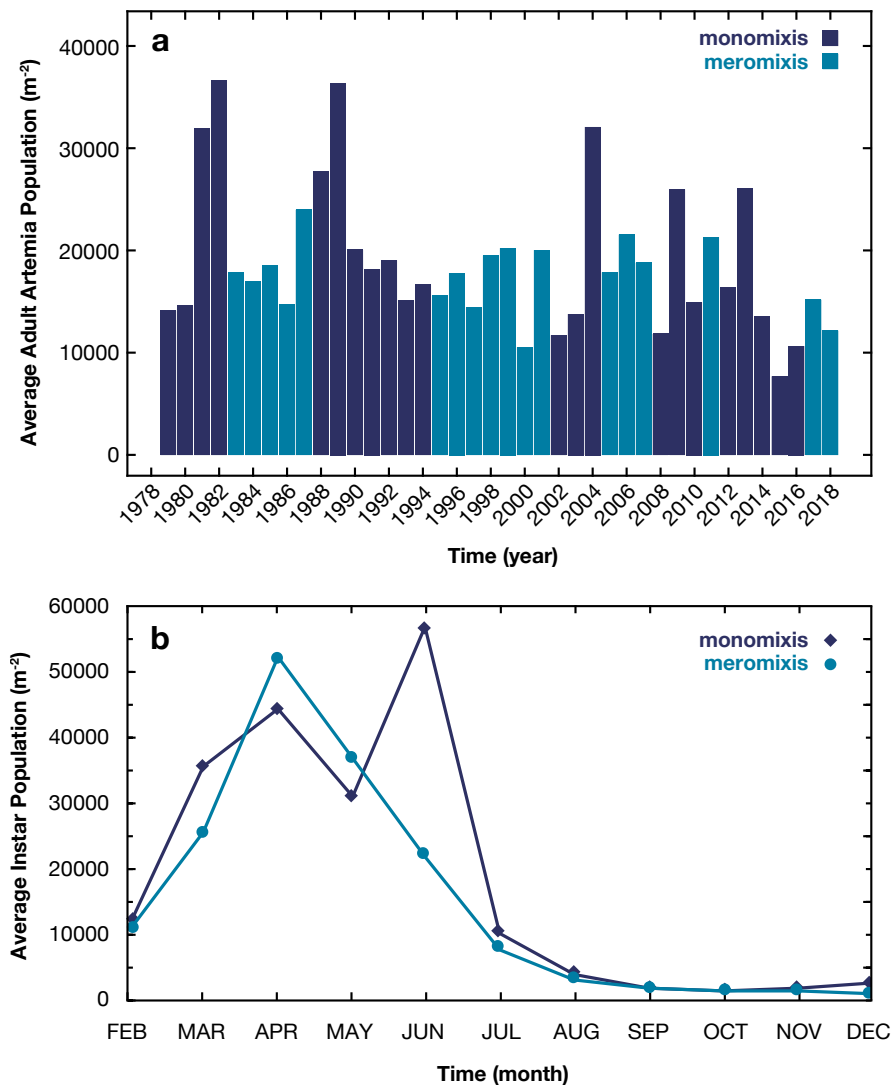 a
monomixis
meromixis
Average Adult Artemia Population (m⁻²)
40000
30000
20000
10000
0
1978 1980 1982 1984 1986 1988 1990 1992 1994 1996 1998 2000 2002 2004 2006 2008 2010 2012 2014 2016 2018
Time (year)
b
monomixis
meromixis
Average Instar Population (m⁻²)
60000
50000
40000
30000
20000
10000
0
FEB MAR APR MAY JUN JUL AUG SEP OCT NOV DEC
Time (month)